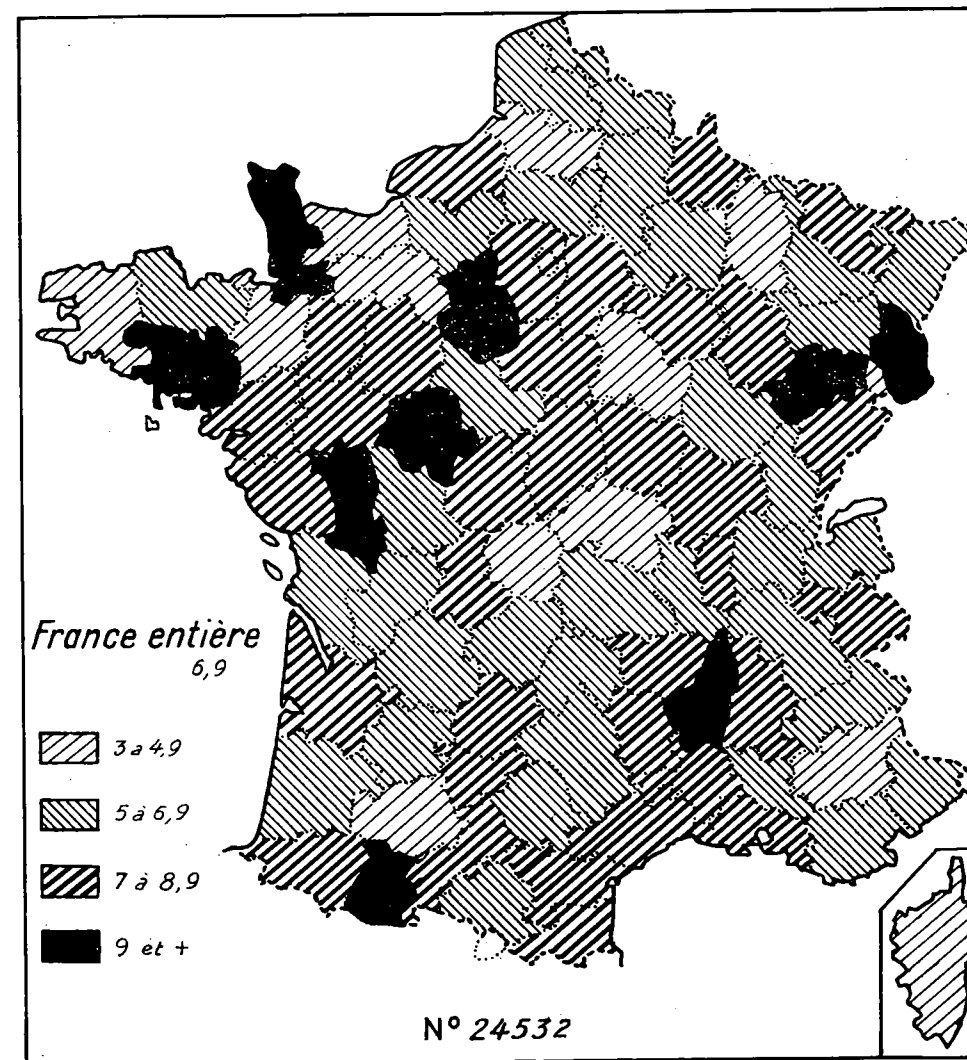 France entière
6,9
3 à 4,9
5 à 6,9
7 à 8,9
9 et +
N° 24532